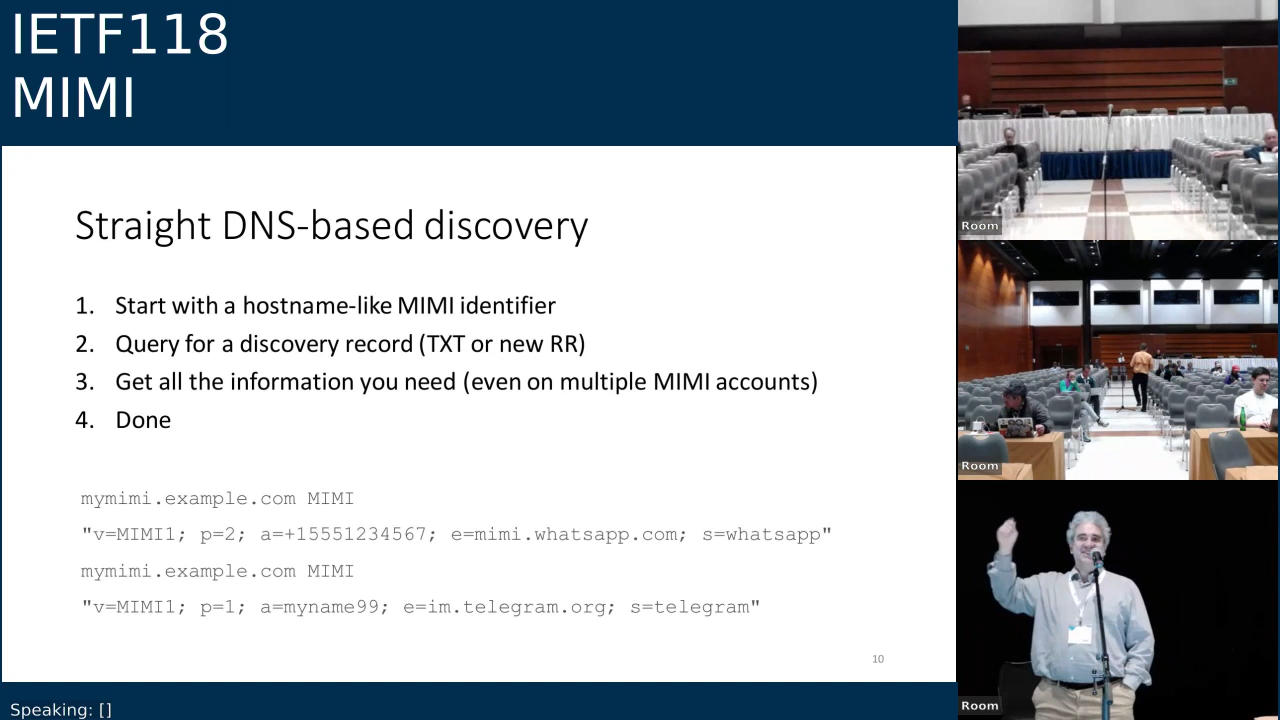 IETF118
MIMI
Straight DNS-based discovery
1. Start with a hostname-like MIMI identifier
2. Query for a discovery record (TXT or new RR)
3. Get all the information you need (even on multiple MIMI accounts)
4. Done
mymimi.example.com MIMI
"v=MIMI1; p=2; a=+15551234567; e=mimi.whatsapp.com; s=whatsapp"
mymimi.example.com MIMI
"v=MIMI1; p=1; a=myname99; e=im.telegram.org; s=telegram"
10
Speaking: []
Room
Room
Room